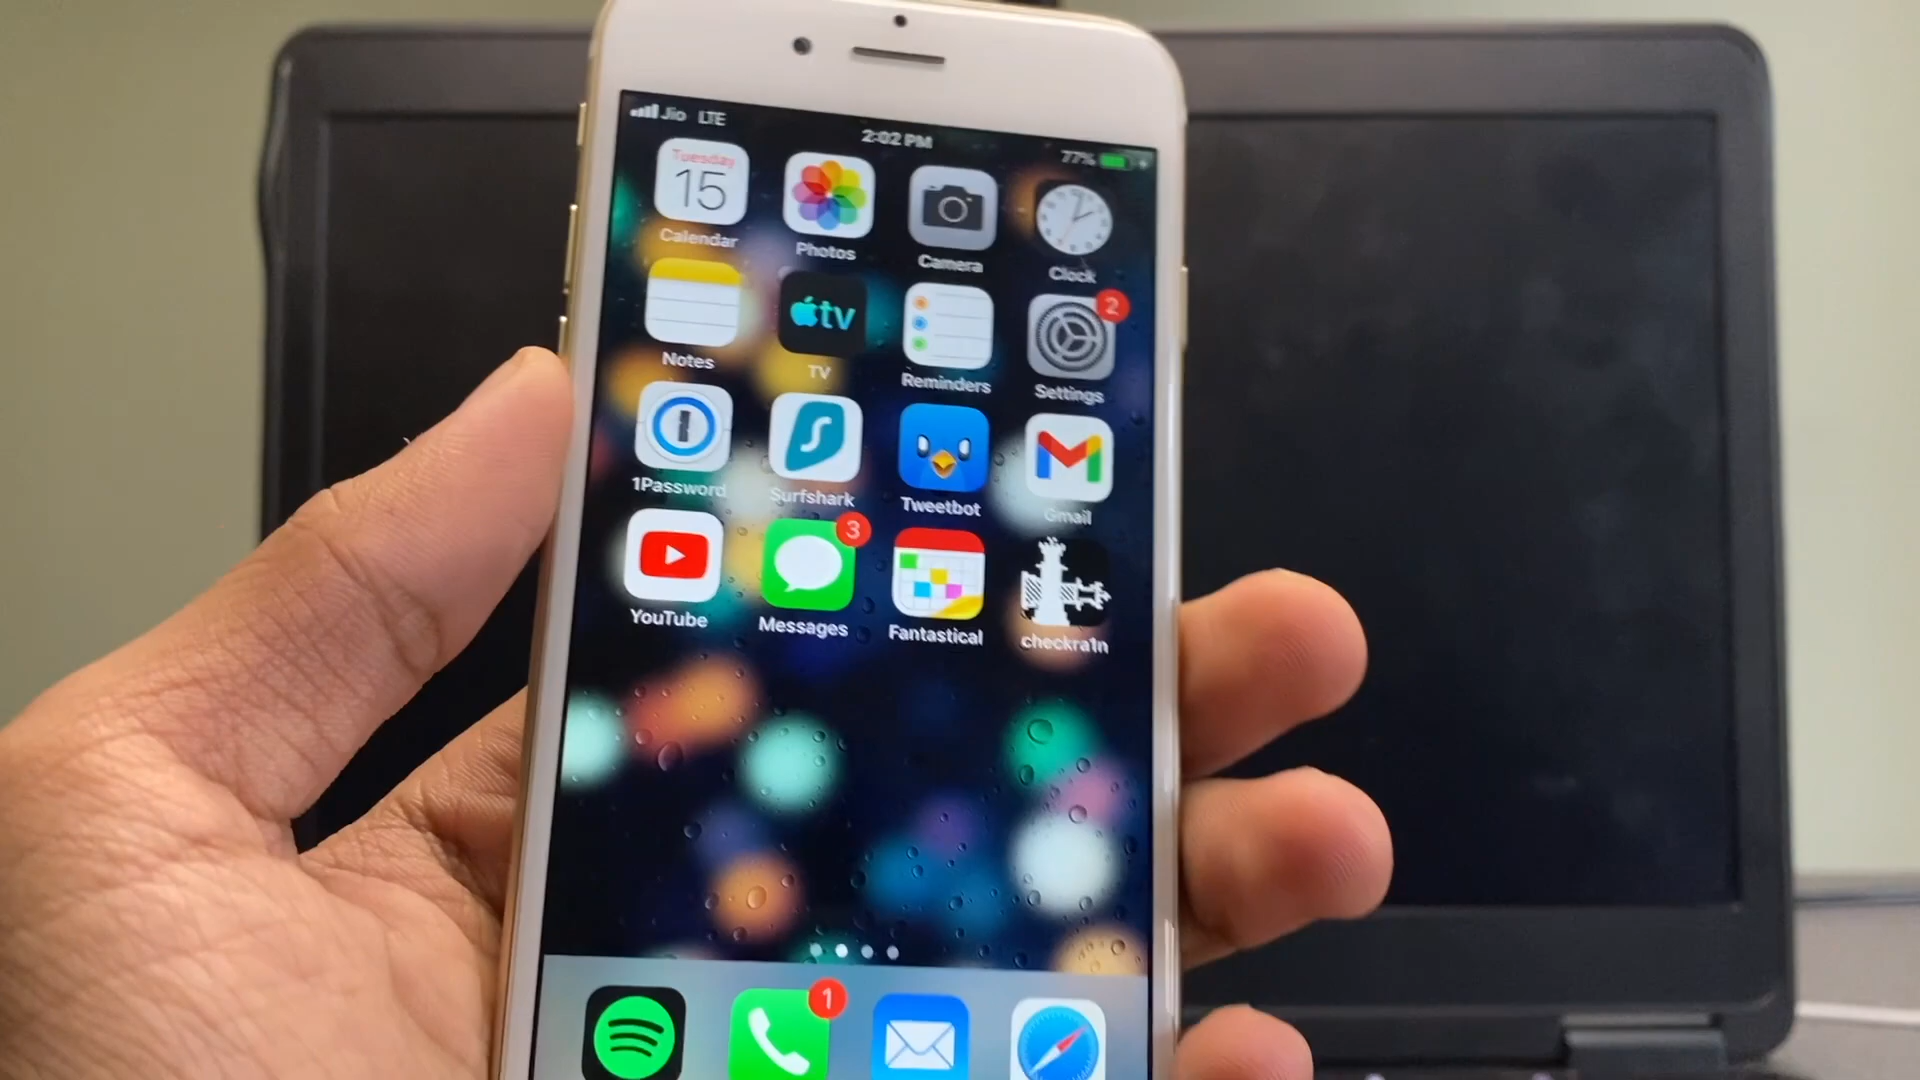 Jio LTE 2:02 PM 77%
Tuesday
15
Calendar Photos Camera Clock
tv 2
Notes TV Reminders Settings
1Password Surfshark Tweetbot Gmail
3
YouTube Messages Fantastical checkra1n
1